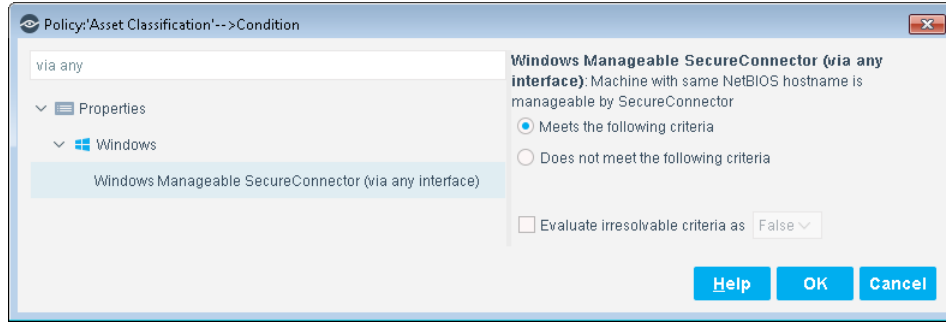 Policy:'Asset Classification'-->Condition
via any
Properties
Windows
Windows Manageable SecureConnector (via any interface)
Windows Manageable SecureConnector (via any
interface): Machine with same NetBIOS hostname is
manageable by SecureConnector
Meets the following criteria
Does not meet the following criteria
Evaluate irresolvable criteria as False
Help OK Cancel